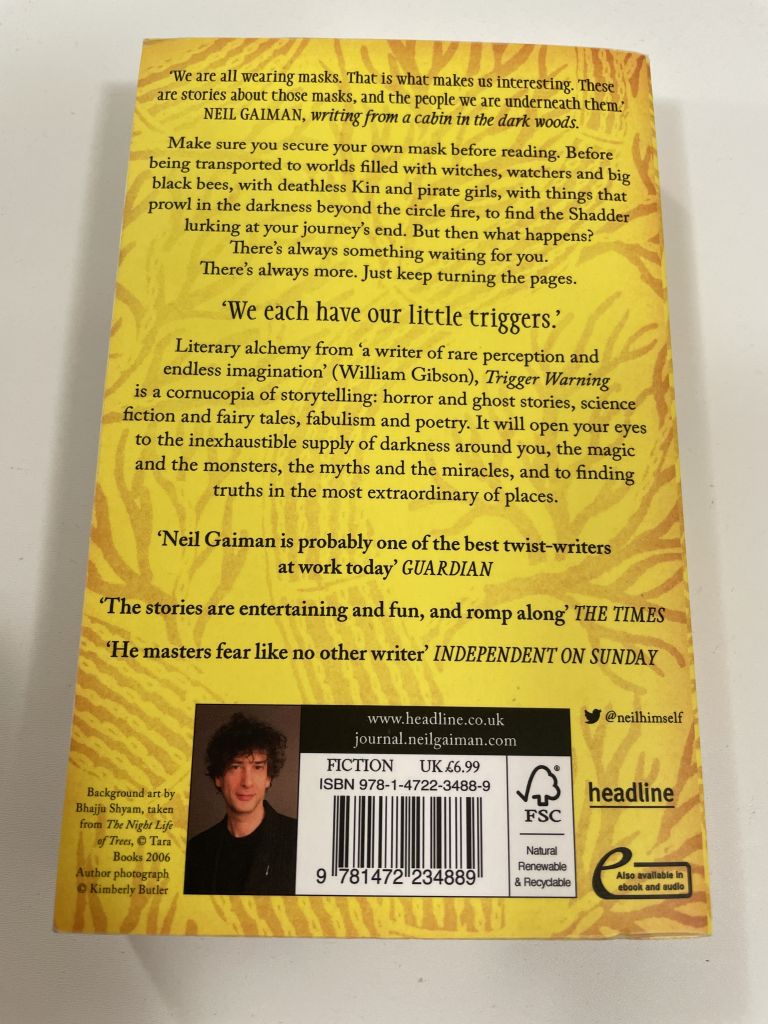 ‘We are all wearing masks. That is what makes us interesting. These
are stories about those masks, and the people we are underneath them.’
NEIL GAIMAN, writing from a cabin in the dark woods.
Make sure you secure your own mask before reading. Before
being transported to worlds filled with witches, watchers and big
black bees, with deathless Kin and pirate girls, with things that
prowl in the darkness beyond the circle fire, to find the Shadder
lurking at your journey’s end. But then what happens?
There’s always something waiting for you.
There’s always more. Just keep turning the pages.
‘We each have our little triggers.’
Literary alchemy from ‘a writer of rare perception and
endless imagination’ (William Gibson), Trigger Warning
is a cornucopia of storytelling: horror and ghost stories, science
fiction and fairy tales, fabulism and poetry. It will open your eyes
to the inexhaustible supply of darkness around you, the magic
and the monsters, the myths and the miracles, and to finding
truths in the most extraordinary of places.
‘Neil Gaiman is probably one of the best twist-writers
at work today’ GUARDIAN
‘The stories are entertaining and fun, and romp along’ THE TIMES
‘He masters fear like no other writer’ INDEPENDENT ON SUNDAY
Background art by
Bhajju Shyam, taken
from The Night Life
of Trees, © Tara
Books 2006
Author photograph
© Kimberly Butler
www.headline.co.uk
journal.neilgaiman.com
FICTION UK £6.99
ISBN 978-1-4722-3488-9
9 781472 234889
FSC
®
Natural
Renewable
& Recyclable
@neilhimself
headline
e
Also available in
ebook and audio